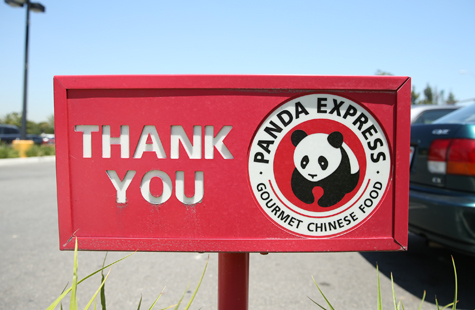 THANK
YOU
PANDA EXPRESS
GOURMET CHINESE FOOD